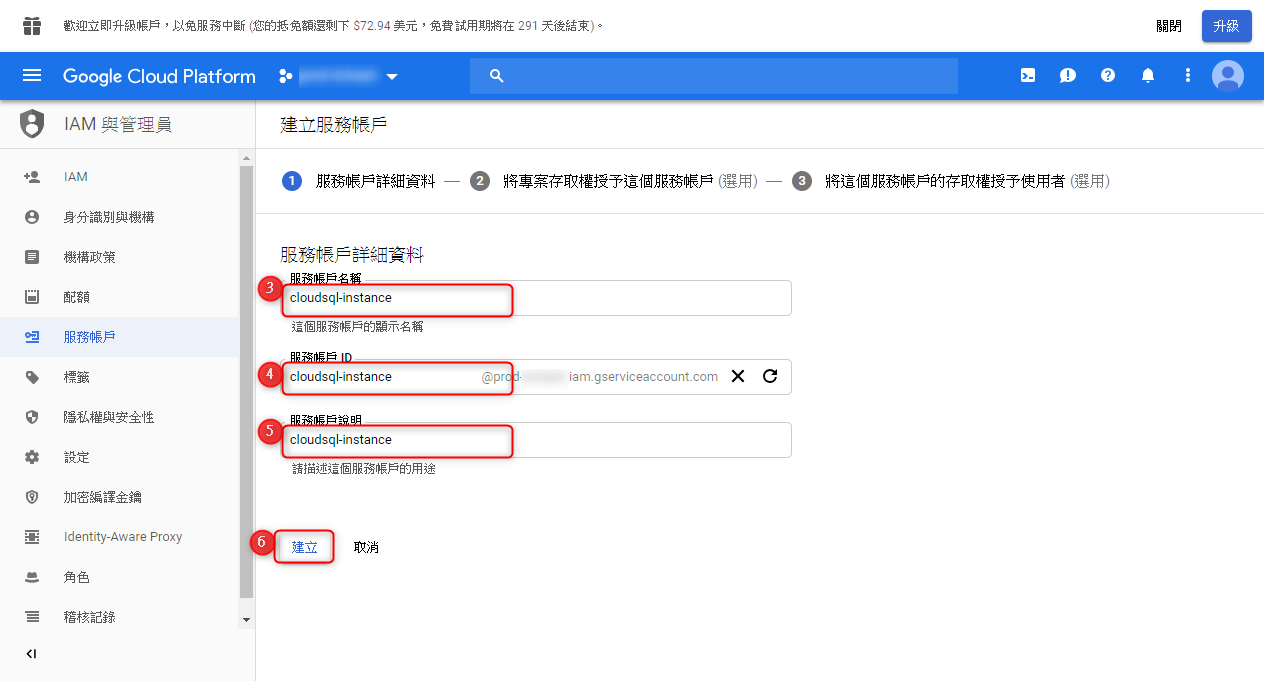 歡迎立即升級帳戶，以免服務中斷 (您的抵免額還剩下 $72.94 美元，免費試用期將在 291 天後結束)。
關閉
升級
Google Cloud Platform
IAM 與管理員
建立服務帳戶
IAM
身分識別與機構
機構政策
配額
服務帳戶
標籤
隱私權與安全性
設定
加密編譯金鑰
Identity-Aware Proxy
角色
稽核記錄
1 服務帳戶詳細資料 — 2 將專案存取權授予這個服務帳戶 (選用) — 3 將這個服務帳戶的存取權授予使用者 (選用)
服務帳戶詳細資料
服務帳戶名稱
3 cloudsql-instance
這個服務帳戶的顯示名稱
服務帳戶 ID
4 cloudsql-instance @prod- iam.gserviceaccount.com
服務帳戶說明
5 cloudsql-instance
請描述這個服務帳戶的用途
6 建立 取消